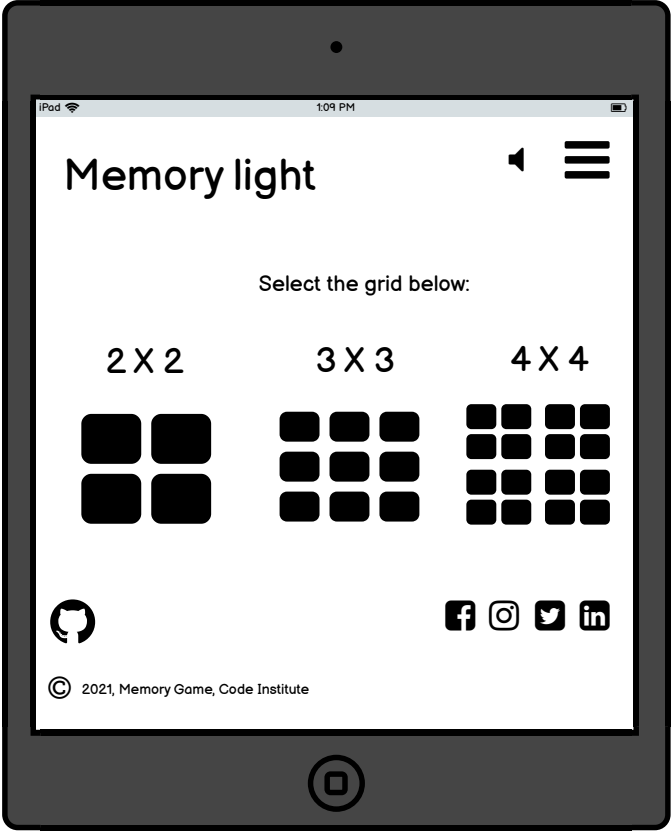 iPad 1:09 PM
Memory light
Select the grid below:
2 X 2 3 X 3 4 X 4
© 2021, Memory Game, Code Institute